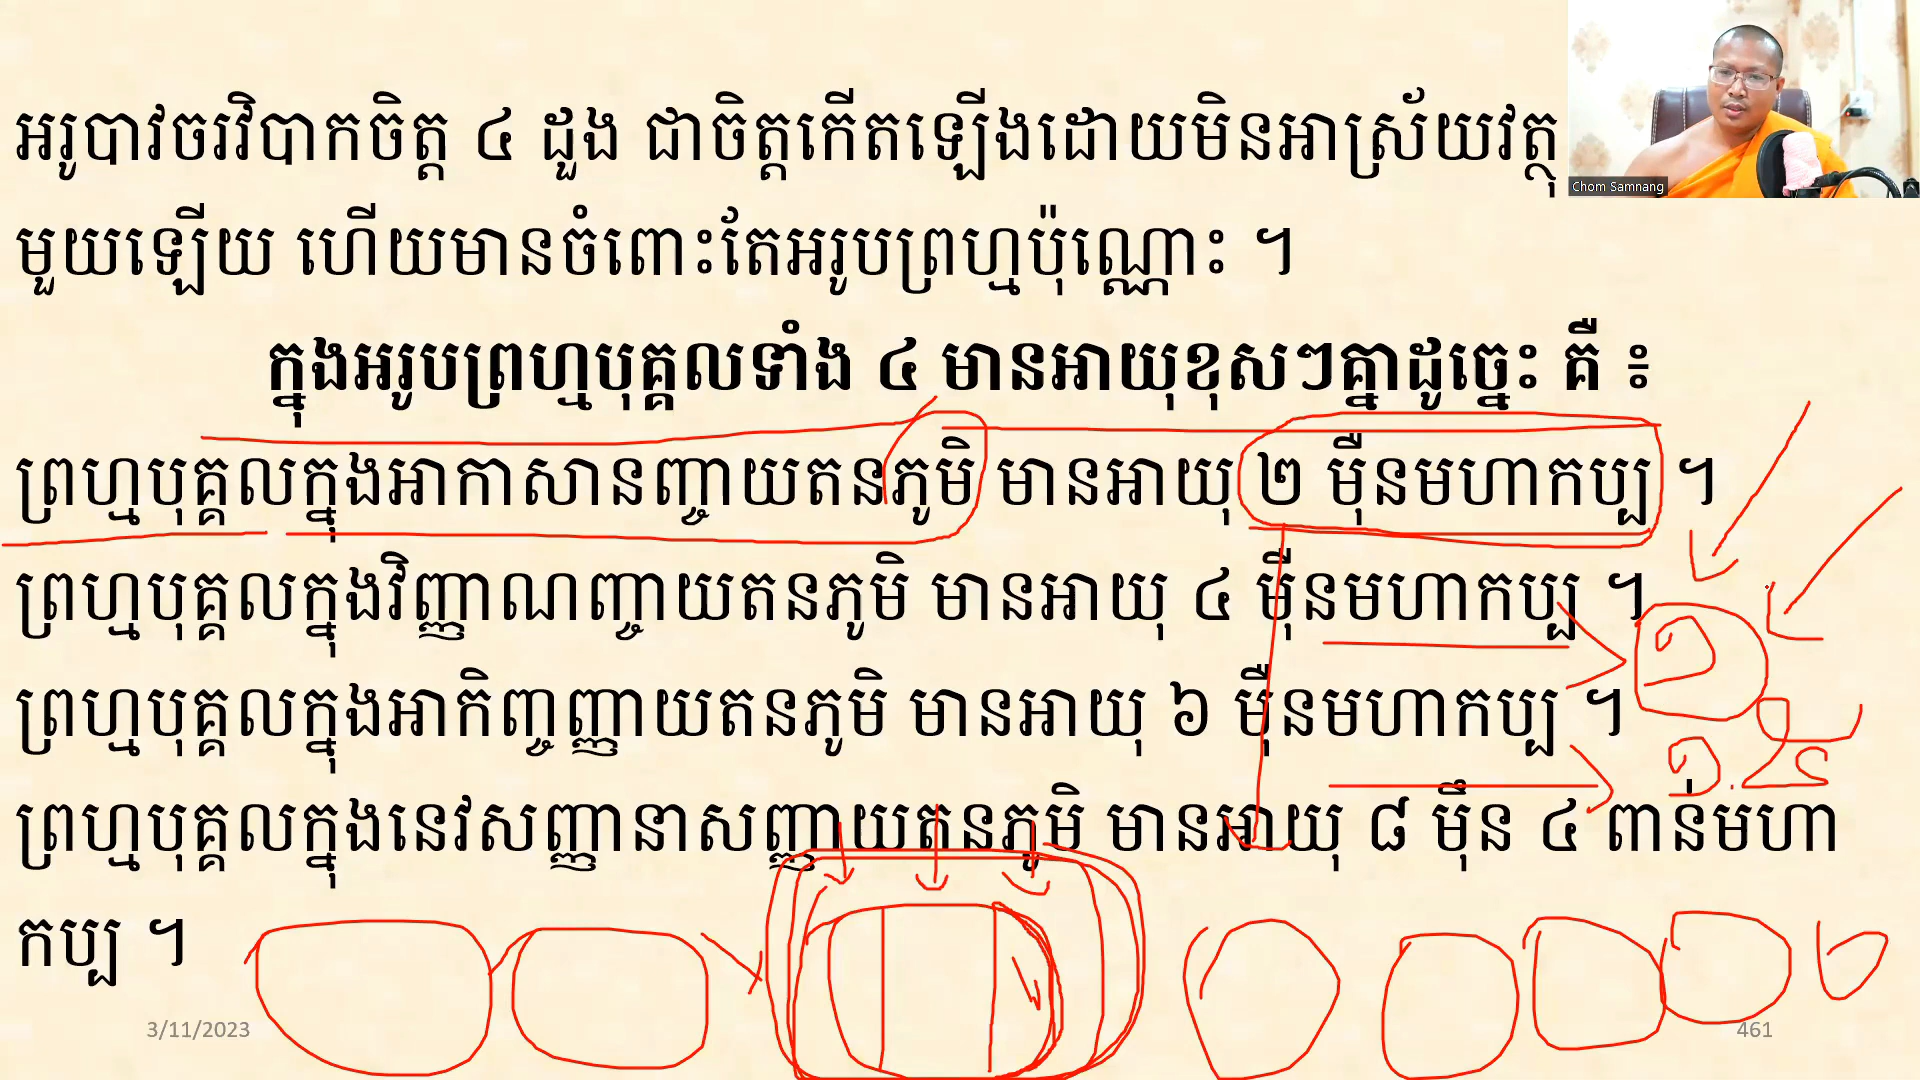 អរូបាវចរវិបាកចិត្ត ៤ ដួង ជាចិត្តកើតឡើងដោយមិនអាស្រ័យវត្ថុ
មួយឡើយ ហើយមានចំពោះតែអរូបព្រហ្មប៉ុណ្ណោះ ។
ក្នុងអរូបព្រហ្មបុគ្គលទាំង ៤ មានអាយុខុសៗគ្នាដូច្នេះ គឺ ៖
ព្រហ្មបុគ្គលក្នុងអាកាសានញ្ចាយតនភូមិ មានអាយុ ២ ម៉ឺនមហាកប្ប ។
ព្រហ្មបុគ្គលក្នុងវិញ្ញាណញ្ចាយតនភូមិ មានអាយុ ៤ ម៉ឺនមហាកប្ប ។
ព្រហ្មបុគ្គលក្នុងអាកិញ្ចញ្ញាយតនភូមិ មានអាយុ ៦ ម៉ឺនមហាកប្ប ។
ព្រហ្មបុគ្គលក្នុងនេវសញ្ញានាសញ្ញាយតនភូមិ មានអាយុ ៨ ម៉ឺន ៤ ពាន់មហា
កប្ប ។
Chom Samnang
3/11/2023
461